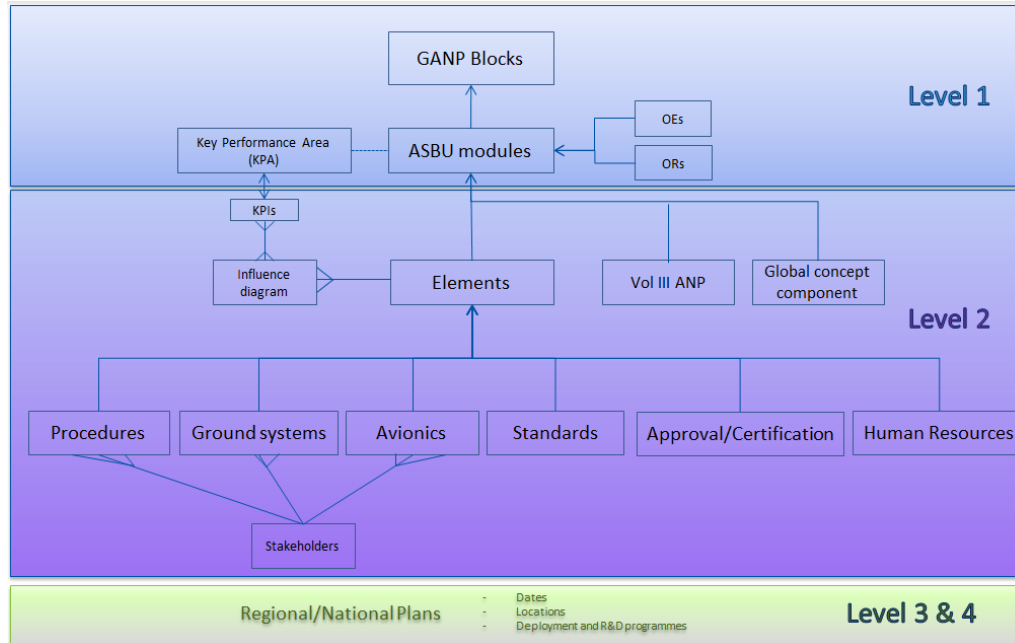 GANP Blocks
Level 1
OEs
Key Performance Area
(KPA)
ASBU modules
ORs
KPIs
Influence
diagram
Elements
Vol III ANP
Global concept
component
Level 2
Procedures
Ground systems
Avionics
Standards
Approval/Certification
Human Resources
Stakeholders
Regional/National Plans
- Dates
- Locations
- Deployment and R&D programmes
Level 3 & 4